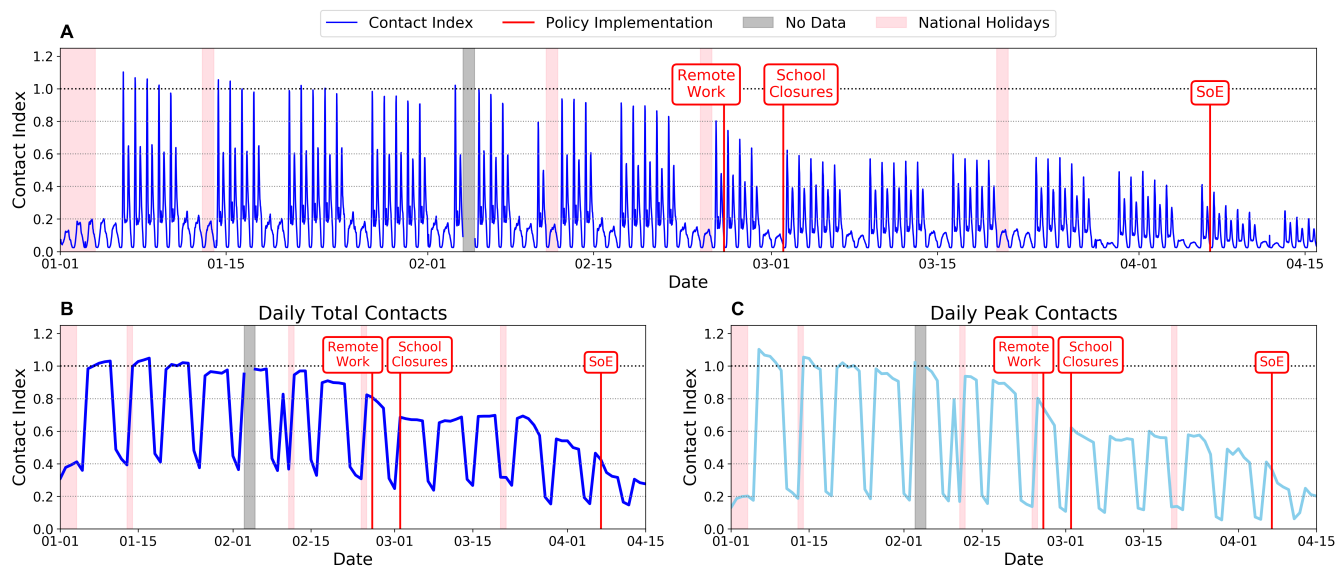 Contact Index Policy Implementation No Data National Holidays
A
Contact Index
1.2
1.0
0.8
0.6
0.4
0.2
0.0
Remote
Work
School
Closures
SoE
01-01 01-15 02-01 02-15 03-01 03-15 04-01 04-15
Date
B
Daily Total Contacts
Contact Index
1.2
1.0
0.8
0.6
0.4
0.2
0.0
Remote
Work
School
Closures
SoE
01-01 01-15 02-01 02-15 03-01 03-15 04-01 04-15
Date
C
Daily Peak Contacts
Contact Index
1.2
1.0
0.8
0.6
0.4
0.2
0.0
Remote
Work
School
Closures
SoE
01-01 01-15 02-01 02-15 03-01 03-15 04-01 04-15
Date